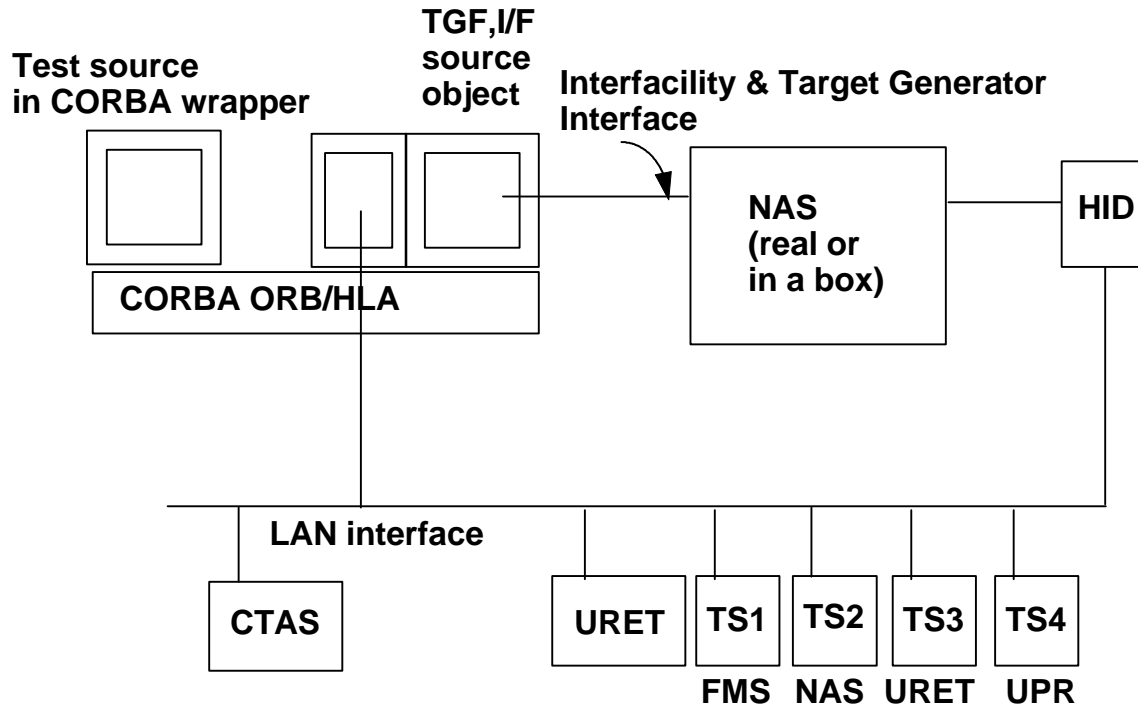 TGF,I/F
source
object
Test source
in CORBA wrapper
Interfacility & Target Generator
Interface
NAS
(real or
in a box)
HID
CORBA ORB/HLA
LAN interface
CTAS
URET
TS1
TS2
TS3
TS4
FMS
NAS
URET
UPR